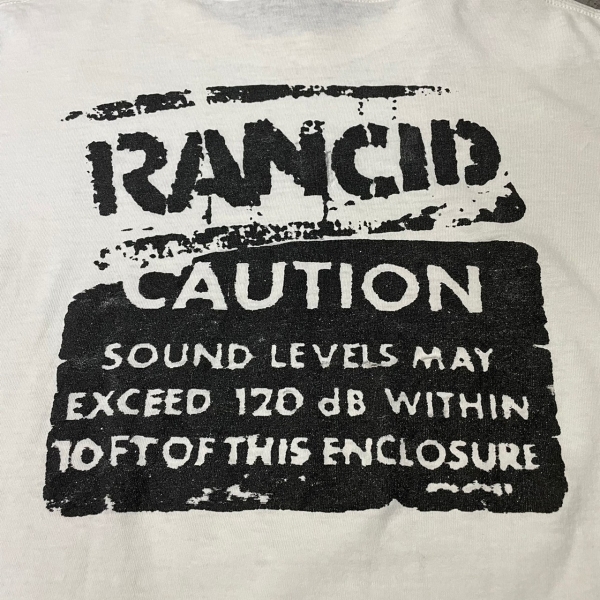 RANCID
CAUTION
SOUND LEVELS MAY
EXCEED 120 dB WITHIN
10 FT OF THIS ENCLOSURE